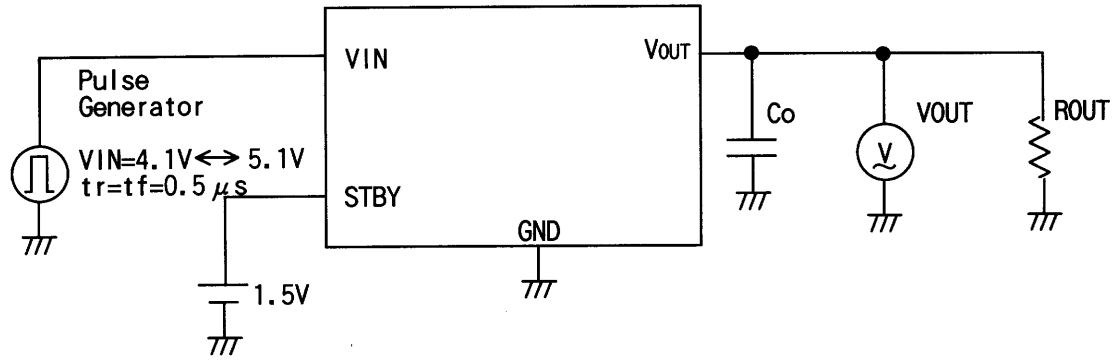 VIN
VOUT
Pulse
Generator
Co
VOUT
ROUT
V
VIN=4.1V↔5.1V
tr=tf=0.5μs
STBY
GND
1.5V